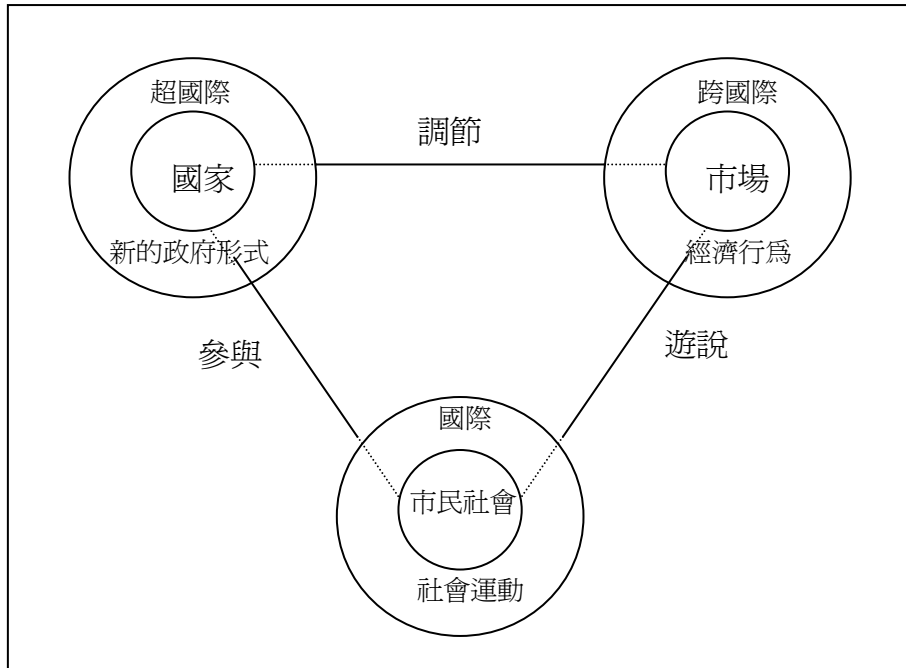 超國際
跨國際
調節
國家
市場
新的政府形式
經濟行為
參與
遊說
國際
市民社會
社會運動